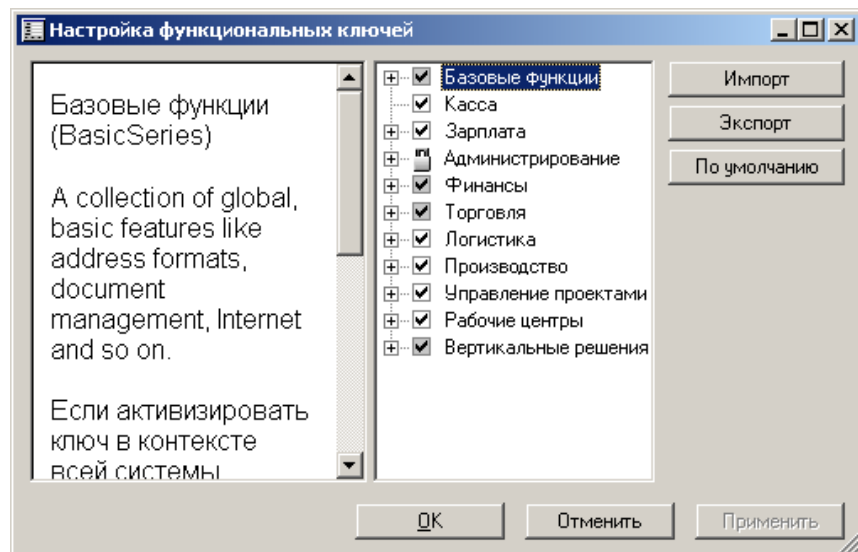 Настройка функциональных ключей
Базовые функции
(BasicSeries)
A collection of global,
basic features like
address formats,
document
management, Internet
and so on.
Если активизировать
ключ в контексте
всей системы
Базовые функции
Касса
Зарплата
Администрирование
Финансы
Торговля
Логистика
Производство
Управление проектами
Рабочие центры
Вертикальные решения
Импорт
Экспорт
По умолчанию
OK
Отменить
Применить